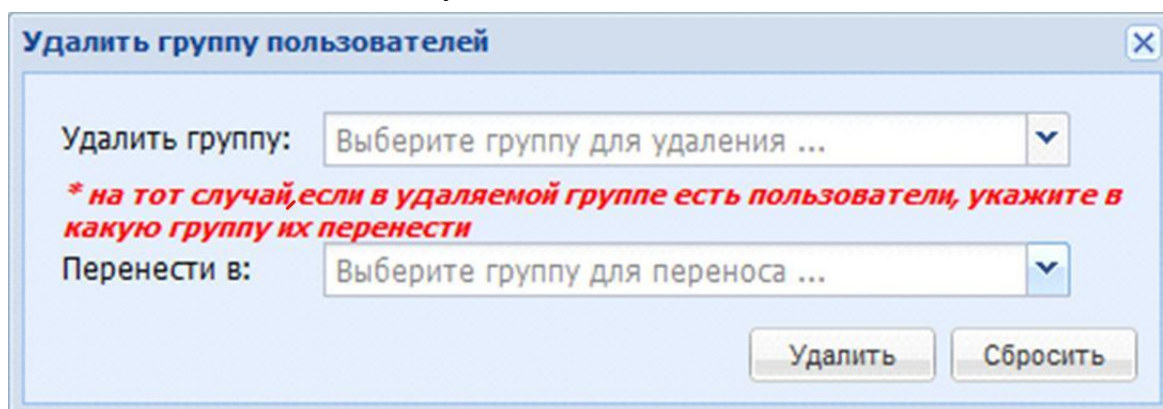 Удалить группу пользователей
Удалить группу: Выберите группу для удаления ...
* на тот случай, если в удаляемой группе есть пользователи, укажите в
какую группу их перенести
Перенести в: Выберите группу для переноса ...
Удалить Сбросить